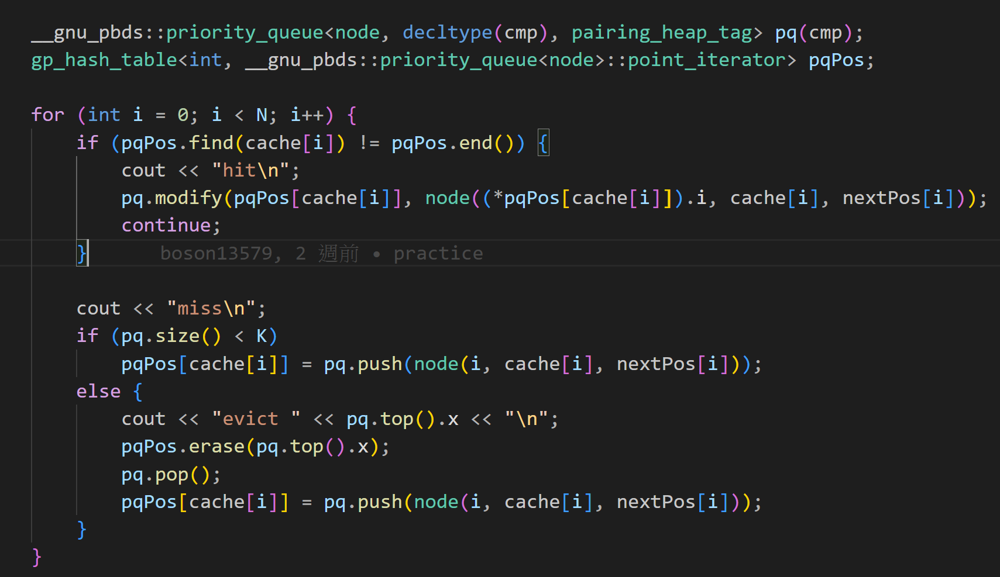 __gnu_pbds::priority_queue<node, decltype(cmp), pairing_heap_tag> pq(cmp);
gp_hash_table<int, __gnu_pbds::priority_queue<node>::point_iterator> pqPos;
for (int i = 0; i < N; i++) {
if (pqPos.find(cache[i]) != pqPos.end()) {
cout << "hit\n";
pq.modify(pqPos[cache[i]], node((*pqPos[cache[i]]).i, cache[i], nextPos[i]));
continue;
} boson13579, 2 週前 • practice
cout << "miss\n";
if (pq.size() < K)
pqPos[cache[i]] = pq.push(node(i, cache[i], nextPos[i]));
else {
cout << "evict " << pq.top().x << "\n";
pqPos.erase(pq.top().x);
pq.pop();
pqPos[cache[i]] = pq.push(node(i, cache[i], nextPos[i]));
}
}